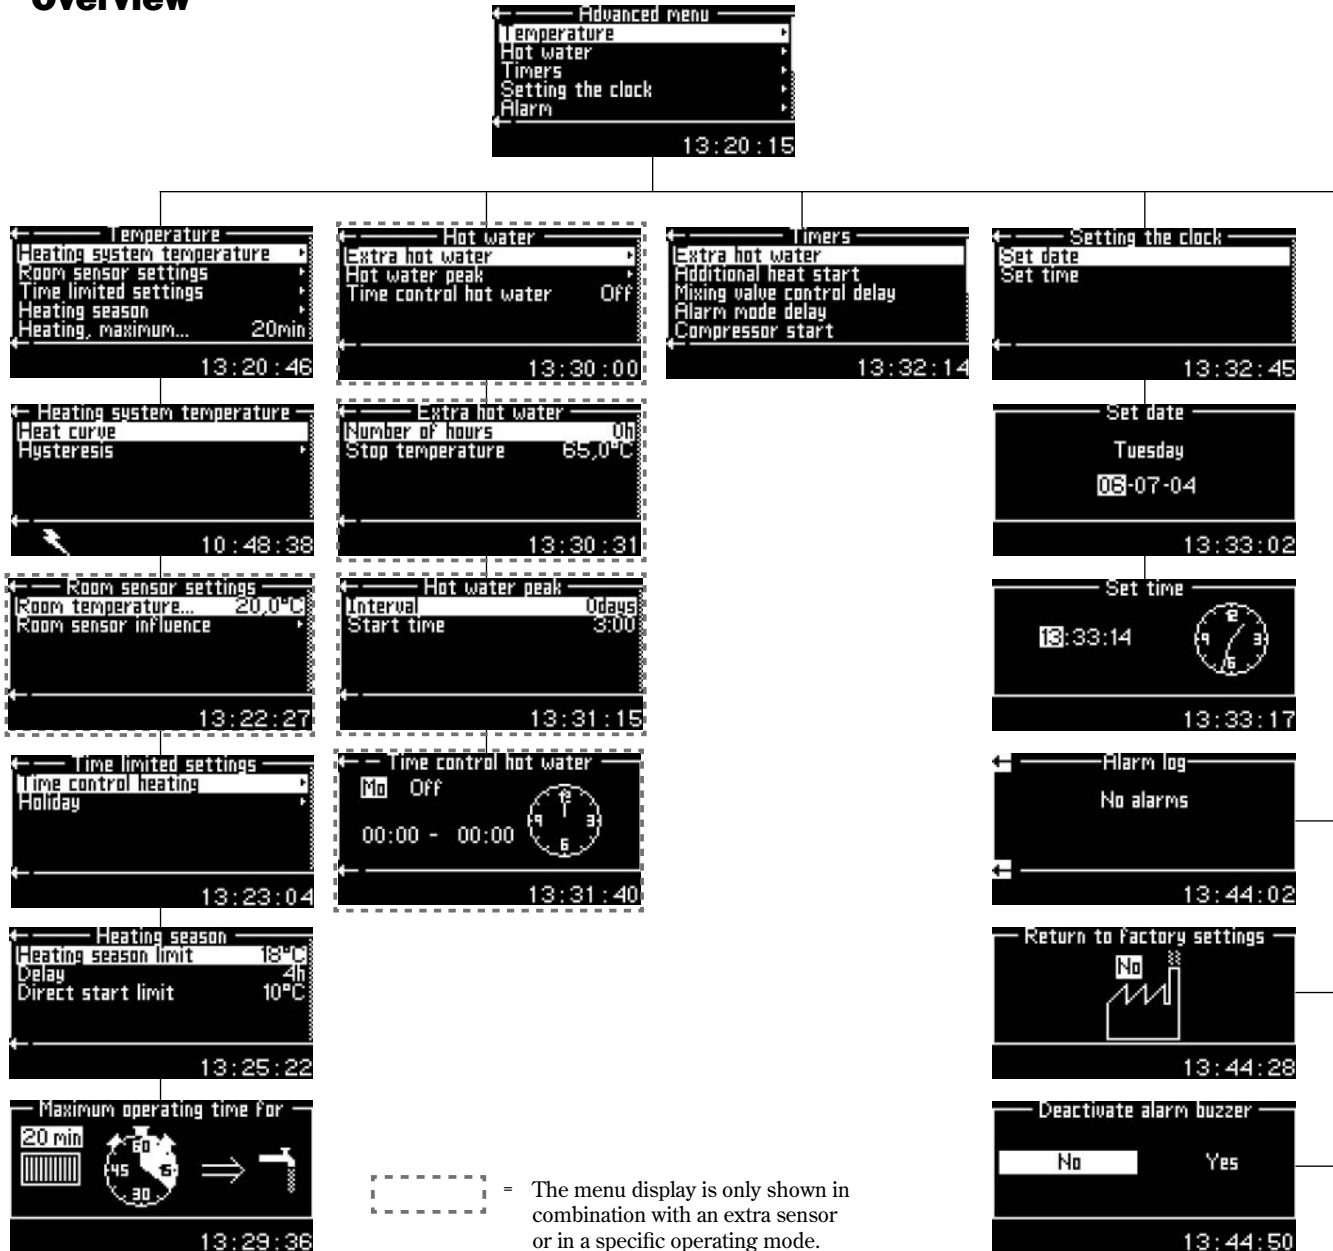 Overview
Advanced menu
Temperature
Hot water
Timers
Setting the clock
Alarm
13:20:15
Temperature
Heating system temperature
Room sensor settings
Time limited settings
Heating season
Heating, maximum... 20min
13:20:46
Heating system temperature
Heat curve
Hysteresis
10:48:38
Room sensor settings
Room temperature... 20,0°C
Room sensor influence
13:22:27
Time limited settings
Time control heating
Holiday
13:23:04
Heating season
Heating season limit 18°C
Delay 4h
Direct start limit 10°C
13:25:22
Maximum operating time for
20 min
60
45 15
30
13:29:36
Hot water
Extra hot water
Hot water peak
Time control hot water Off
13:30:00
Extra hot water
Number of hours 0h
Stop temperature 65,0°C
13:30:31
Hot water peak
Interval 0days
Start time 3:00
13:31:15
Time control hot water
Mo Off
00:00 - 00:00
12
9 3
6
13:31:40
Timers
Extra hot water
Additional heat start
Mixing valve control delay
Alarm mode delay
Compressor start
13:32:14
Setting the clock
Set date
Set time
13:32:45
Set date
Tuesday
06-07-04
13:33:02
Set time
13:33:14
12
9 3
6
13:33:17
Alarm log
No alarms
13:44:02
Return to factory settings
No
13:44:28
Deactivate alarm buzzer
No Yes
13:44:50
= The menu display is only shown in
combination with an extra sensor
or in a specific operating mode.